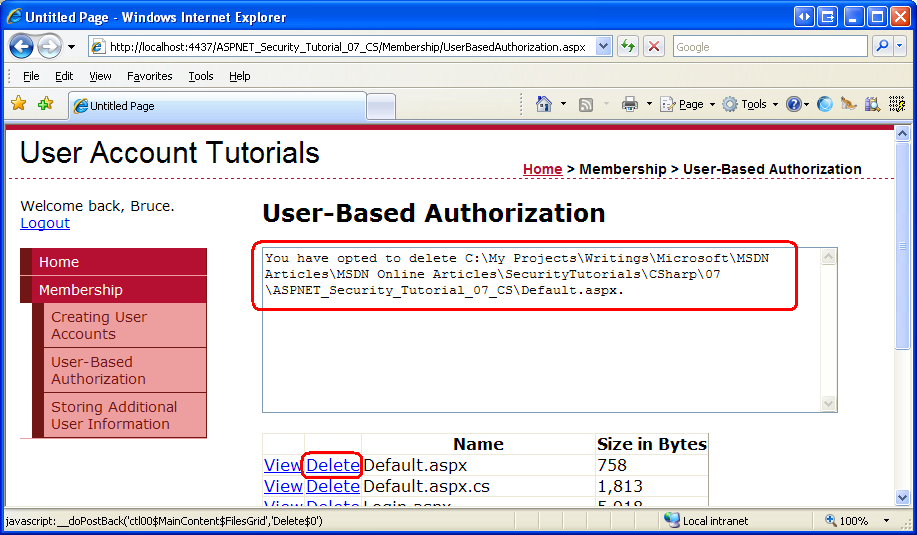 Untitled Page - Windows Internet Explorer
http://localhost:4437/ASPNET_Security_Tutorial_07_CS/Membership/UserBasedAuthorization.aspx
Google
File Edit View Favorites Tools Help
Untitled Page
Page Tools
User Account Tutorials
Home > Membership > User-Based Authorization
Welcome back, Bruce.
Logout
Home
Membership
Creating User
Accounts
User-Based
Authorization
Storing Additional
User Information
User-Based Authorization
You have opted to delete C:\My Projects\Writings\Microsoft\MSDN
Articles\MSDN Online Articles\SecurityTutorials\CSharp\07
\ASPNET_Security_Tutorial_07_CS\Default.aspx.
Name Size in Bytes
View Delete Default.aspx 758
View Delete Default.aspx.cs 1,813
View Delete Login.aspx 5,918
javascript:__doPostBack('ctl00$MainContent$FilesGrid','Delete$0')
Local intranet
100%